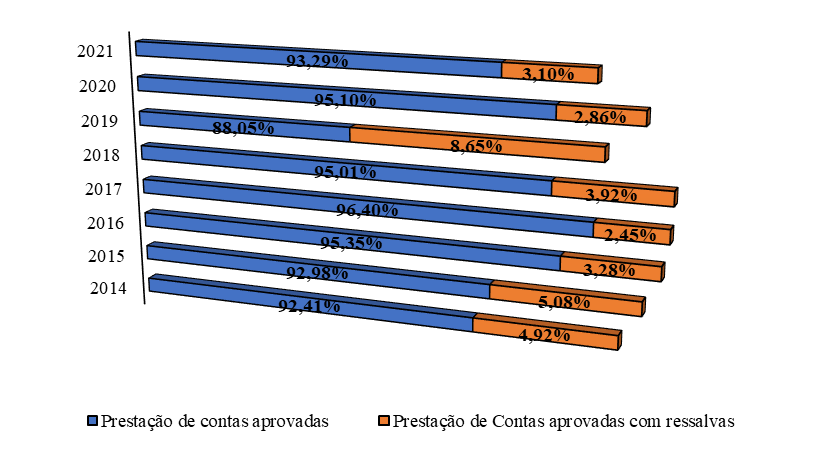 2021 93,29% 3,10%
2020 95,10% 2,86%
2019 88,05% 8,65%
2018 95,01% 3,92%
2017 96,40% 2,45%
2016 95,35% 3,28%
2015 92,98% 5,08%
2014 92,41% 4,92%
Prestação de contas aprovadas Prestação de Contas aprovadas com ressalvas